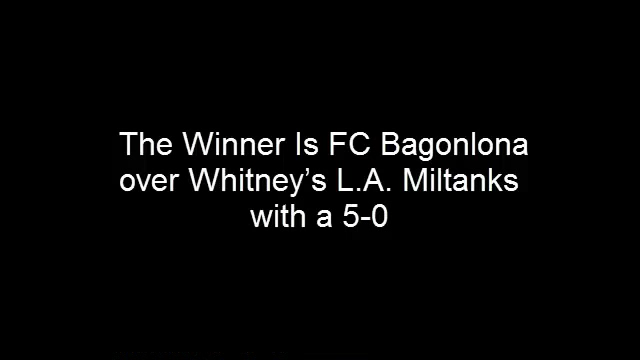 The Winner Is FC Bagonlona
over Whitney’s L.A. Miltanks
with a 5-0